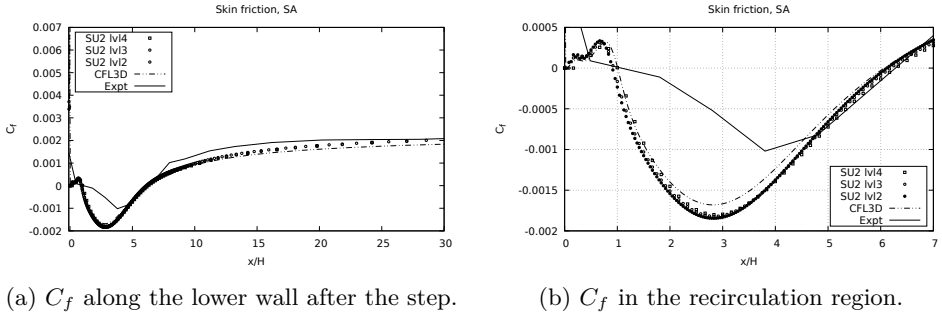 Skin friction, SA
0.007
0.006
0.005
0.004
0.003
0.002
0.001
0
-0.001
-0.002
C_f
SU2 lvl4
SU2 lvl3
SU2 lvl2
CFL3D
Expt
0 5 10 15 20 25 30
x/H
(a) C_f along the lower wall after the step.
Skin friction, SA
0.0005
0
-0.0005
-0.001
-0.0015
-0.002
C_f
SU2 lvl4
SU2 lvl3
SU2 lvl2
CFL3D
Expt
0 1 2 3 4 5 6 7
x/H
(b) C_f in the recirculation region.